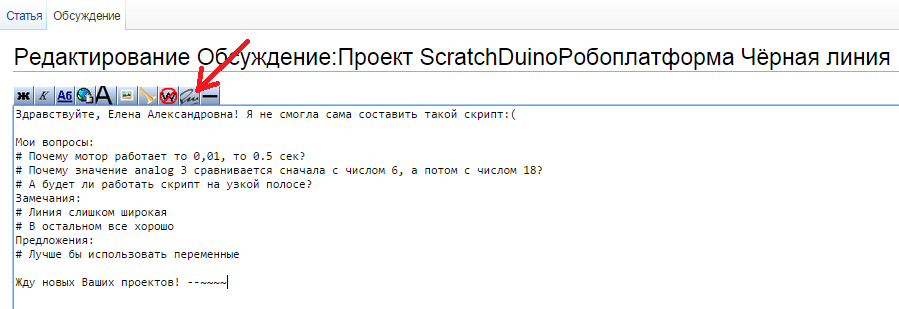 Статья Обсуждение
Редактирование Обсуждение:Проект ScratchDuinoРобоплатформа Чёрная линия
Ж К Аб А W
Здравствуйте, Елена Александровна! Я не смогла сама составить такой скрипт:(
Мои вопросы:
# Почему мотор работает то 0,01, то 0.5 сек?
# Почему значение analog 3 сравнивается сначала с числом 6, а потом с числом 18?
# А будет ли работать скрипт на узкой полосе?
Замечания:
# Линия слишком широкая
# В остальном все хорошо
Предложения:
# Лучше бы использовать переменные
Жду новых Ваших проектов! --~~~~